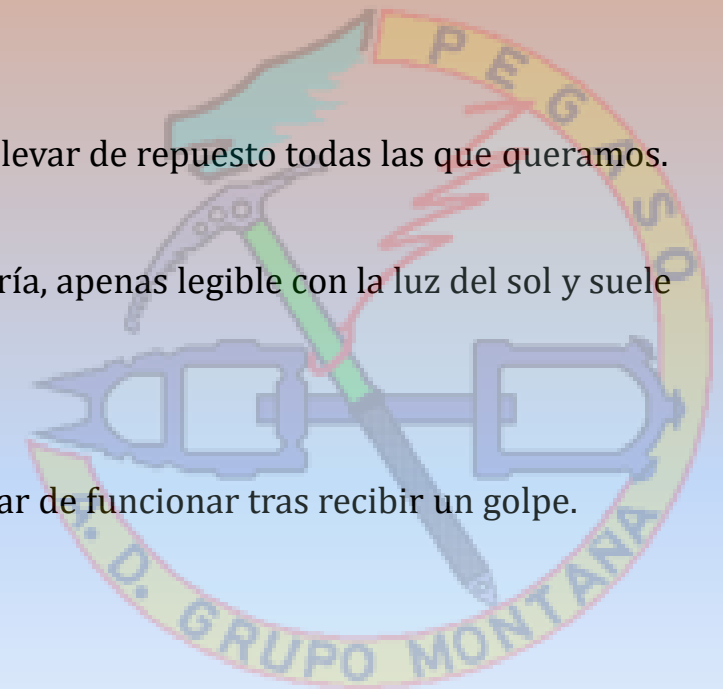 PEGASO
levar de repuesto todas las que queramos.
ría, apenas legible con la luz del sol y suele
ar de funcionar tras recibir un golpe.
A. D. GRUPO MONTAÑA